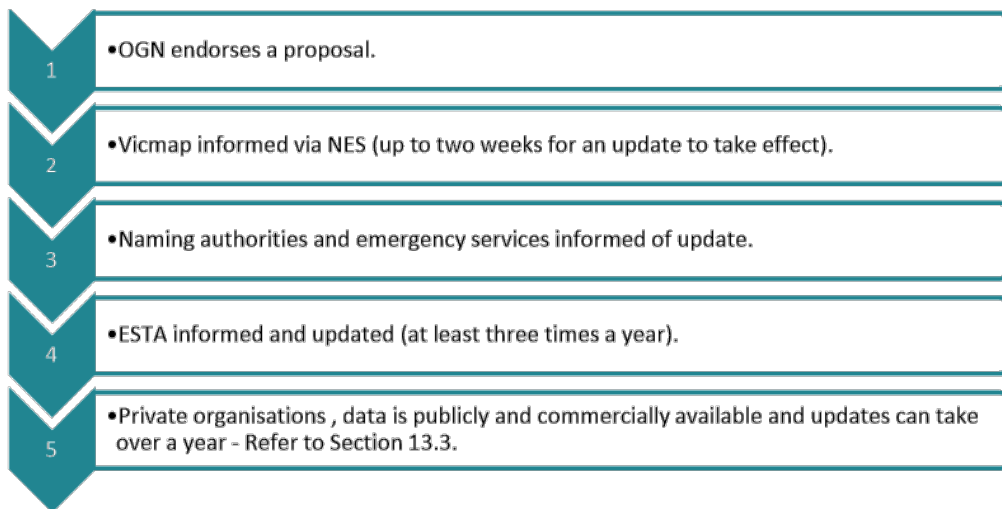 1
•OGN endorses a proposal.
2
•Vicmap informed via NES (up to two weeks for an update to take effect).
3
•Naming authorities and emergency services informed of update.
4
•ESTA informed and updated (at least three times a year).
5
•Private organisations , data is publicly and commercially available and updates can take
over a year - Refer to Section 13.3.